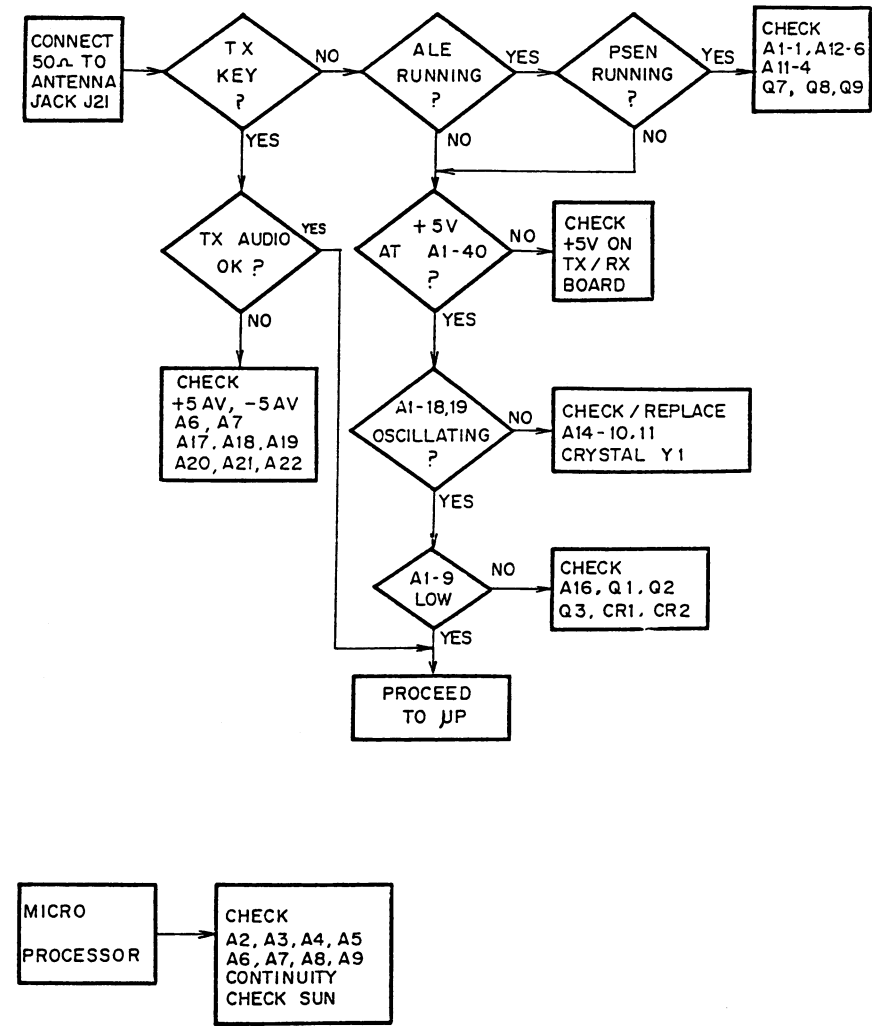 CONNECT
50Ω TO
ANTENNA
JACK J21
TX
KEY
?
NO
YES
ALE
RUNNING
?
YES
NO
PSEN
RUNNING
?
YES
NO
CHECK
A1-1, A12-6
A11-4
Q7, Q8, Q9
TX AUDIO
OK ?
YES
NO
CHECK
+5 AV, -5 AV
A6, A7
A17, A18, A19
A20, A21, A22
+5V
AT A1-40
?
NO
YES
CHECK
+5V ON
TX/RX
BOARD
A1-18,19
OSCILLATING
?
NO
YES
CHECK/REPLACE
A14-10,11
CRYSTAL Y1
A1-9
LOW
NO
YES
CHECK
A16, Q1, Q2
Q3, CR1, CR2
PROCEED
TO μP
MICRO
PROCESSOR
CHECK
A2, A3, A4, A5
A6, A7, A8, A9
CONTINUITY
CHECK SUN